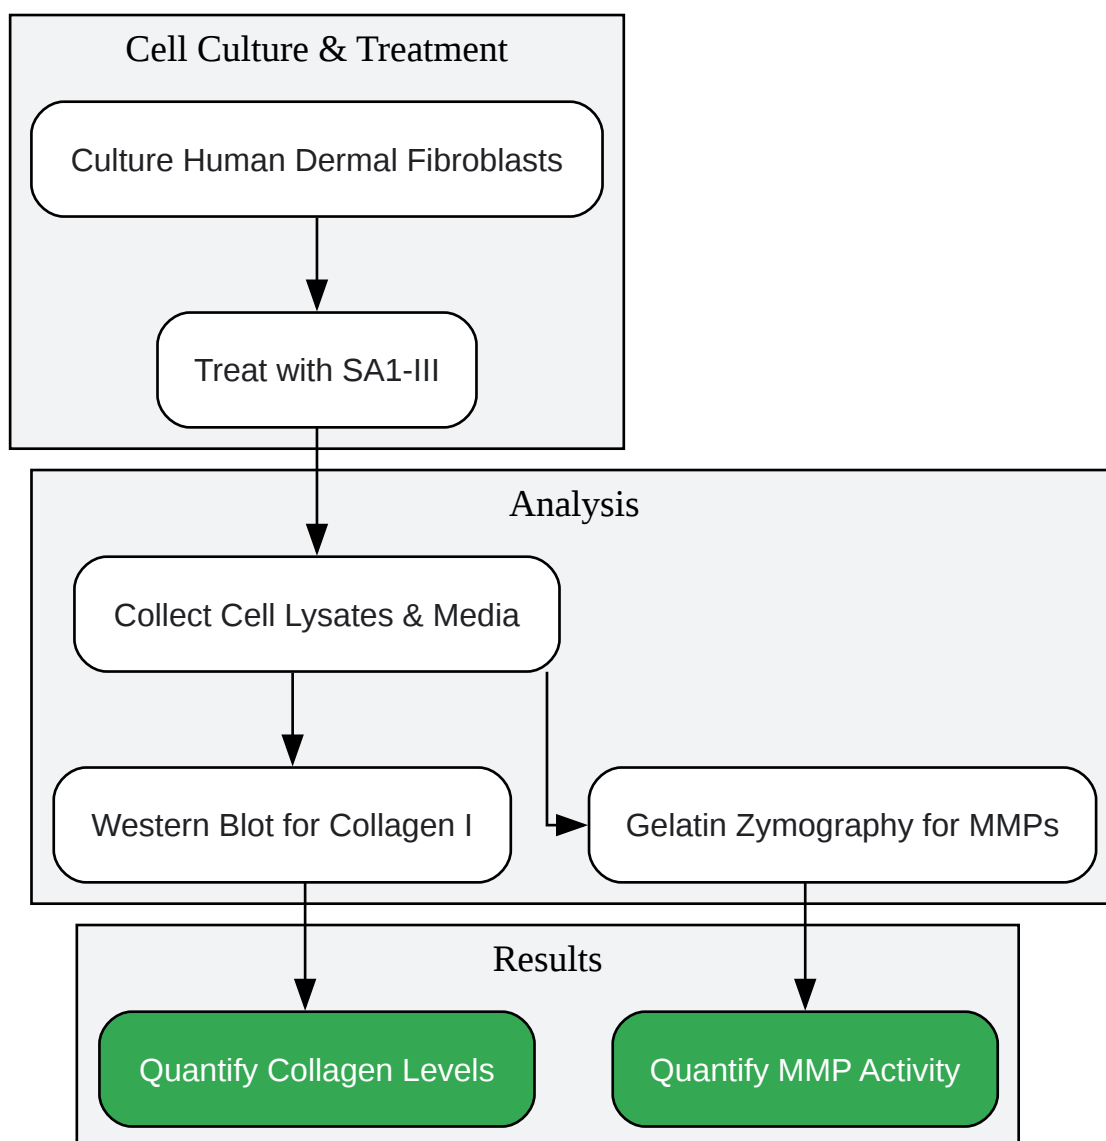 Cell Culture & Treatment
Culture Human Dermal Fibroblasts
Treat with SA1-III
Analysis
Collect Cell Lysates & Media
Western Blot for Collagen I
Gelatin Zymography for MMPs
Results
Quantify Collagen Levels
Quantify MMP Activity